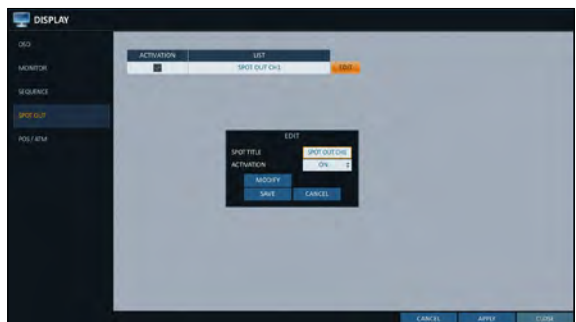 DISPLAY
OSD
MONITOR
SEQUENCE
SPOT OUT
POS / ATM
ACTIVATION LIST
SPOT OUT CH1 EDIT
EDIT
SPOT TITLE SPOT OUT CH1
ACTIVATION ON
MODIFY
SAVE CANCEL
CANCEL APPLY CLOSE